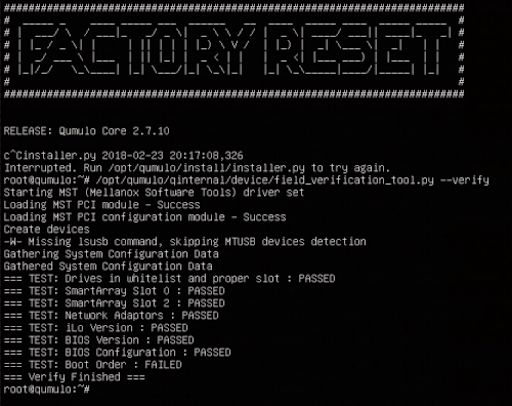 FACTORY RESET
RELEASE: Qumulo Core 2.7.10
c^Cinstaller.py 2018-02-23 20:17:08,326
Interrupted. Run /opt/qumulo/install/installer.py to try again.
root@qumulo:~# /opt/qumulo/qinternal/device/field_verification_tool.py --verify
Starting MST (Mellanox Software Tools) driver set
Loading MST PCI module - Success
Loading MST PCI configuration module - Success
Create devices
-W- Missing lsusb command, skipping MTUSB devices detection
Gathering System Configuration Data
Gathered System Configuration Data
=== TEST: Drives in whitelist and proper slot : PASSED
=== TEST: SmartArray Slot 0 : PASSED
=== TEST: SmartArray Slot 2 : PASSED
=== TEST: Network Adaptors : PASSED
=== TEST: iLo Version : PASSED
=== TEST: BIOS Version : PASSED
=== TEST: BIOS Configuration : PASSED
=== TEST: Boot Order : FAILED
=== Verify Finished ===
root@qumulo:~#